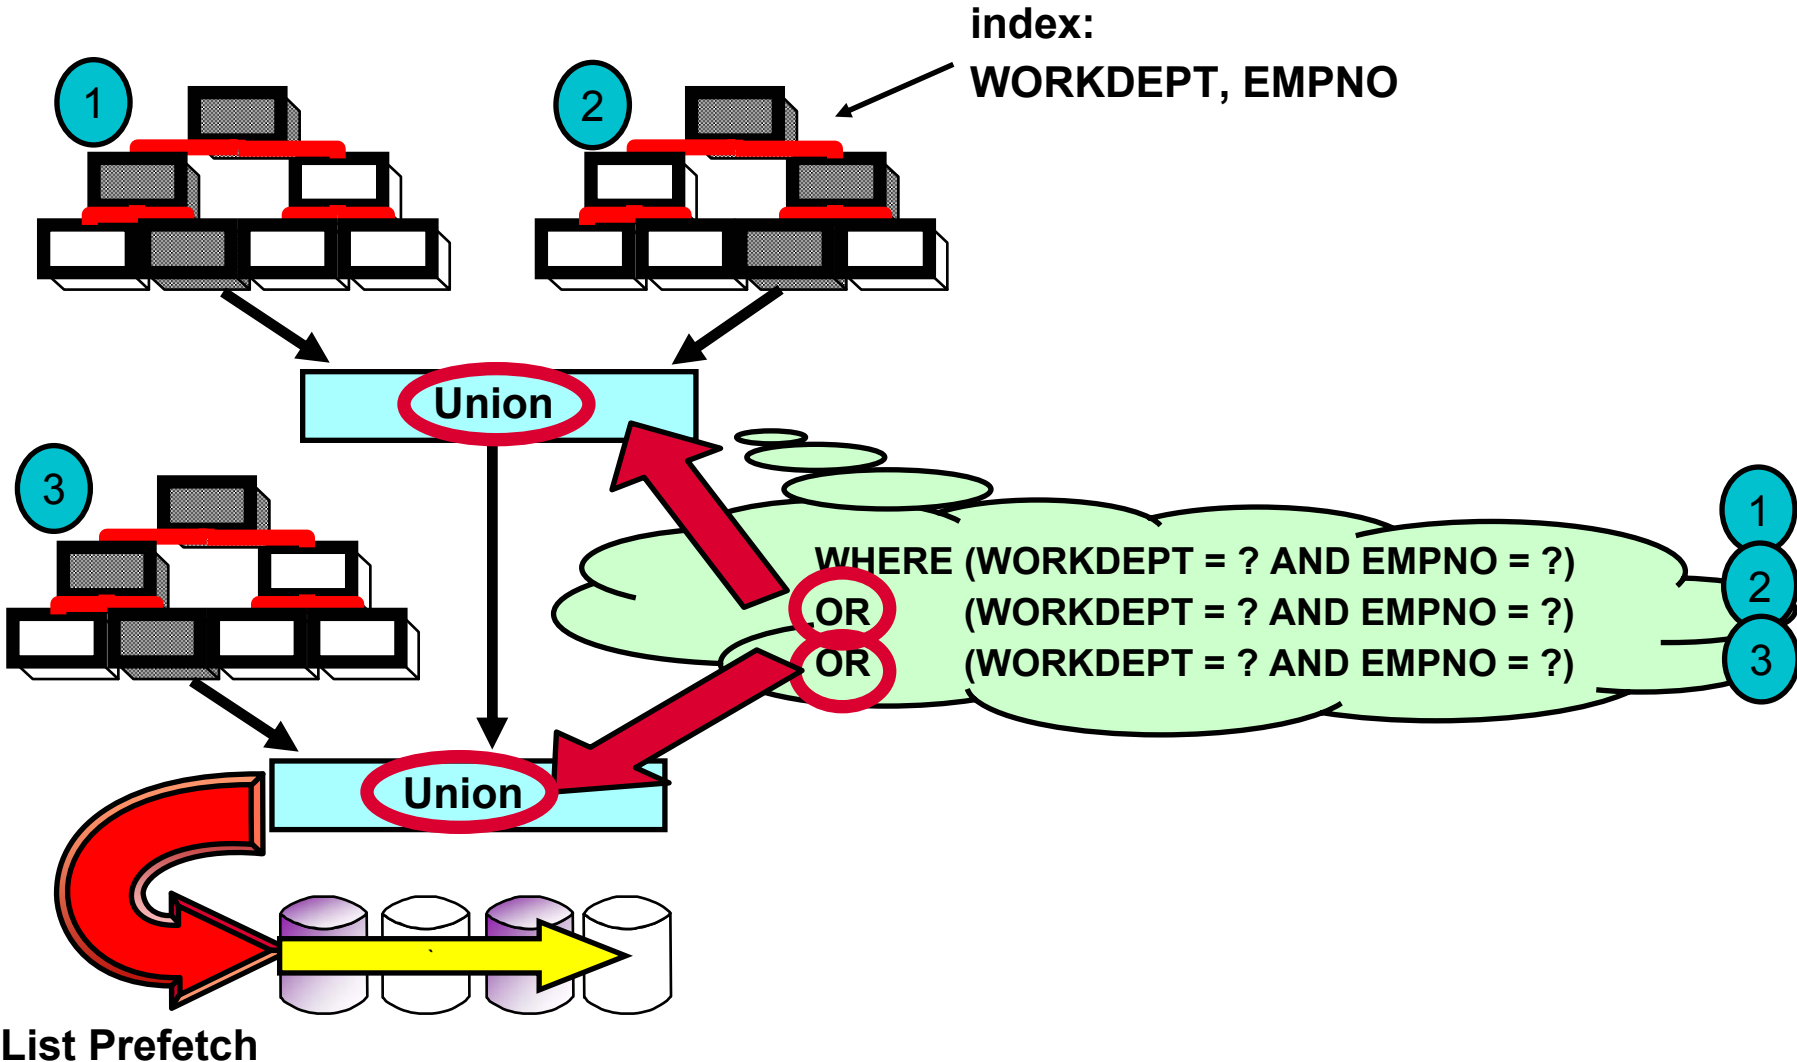 index:
WORKDEPT, EMPNO
1
2
Union
3
1
WHERE (WORKDEPT = ? AND EMPNO = ?)
2
OR (WORKDEPT = ? AND EMPNO = ?)
3
OR (WORKDEPT = ? AND EMPNO = ?)
Union
List Prefetch